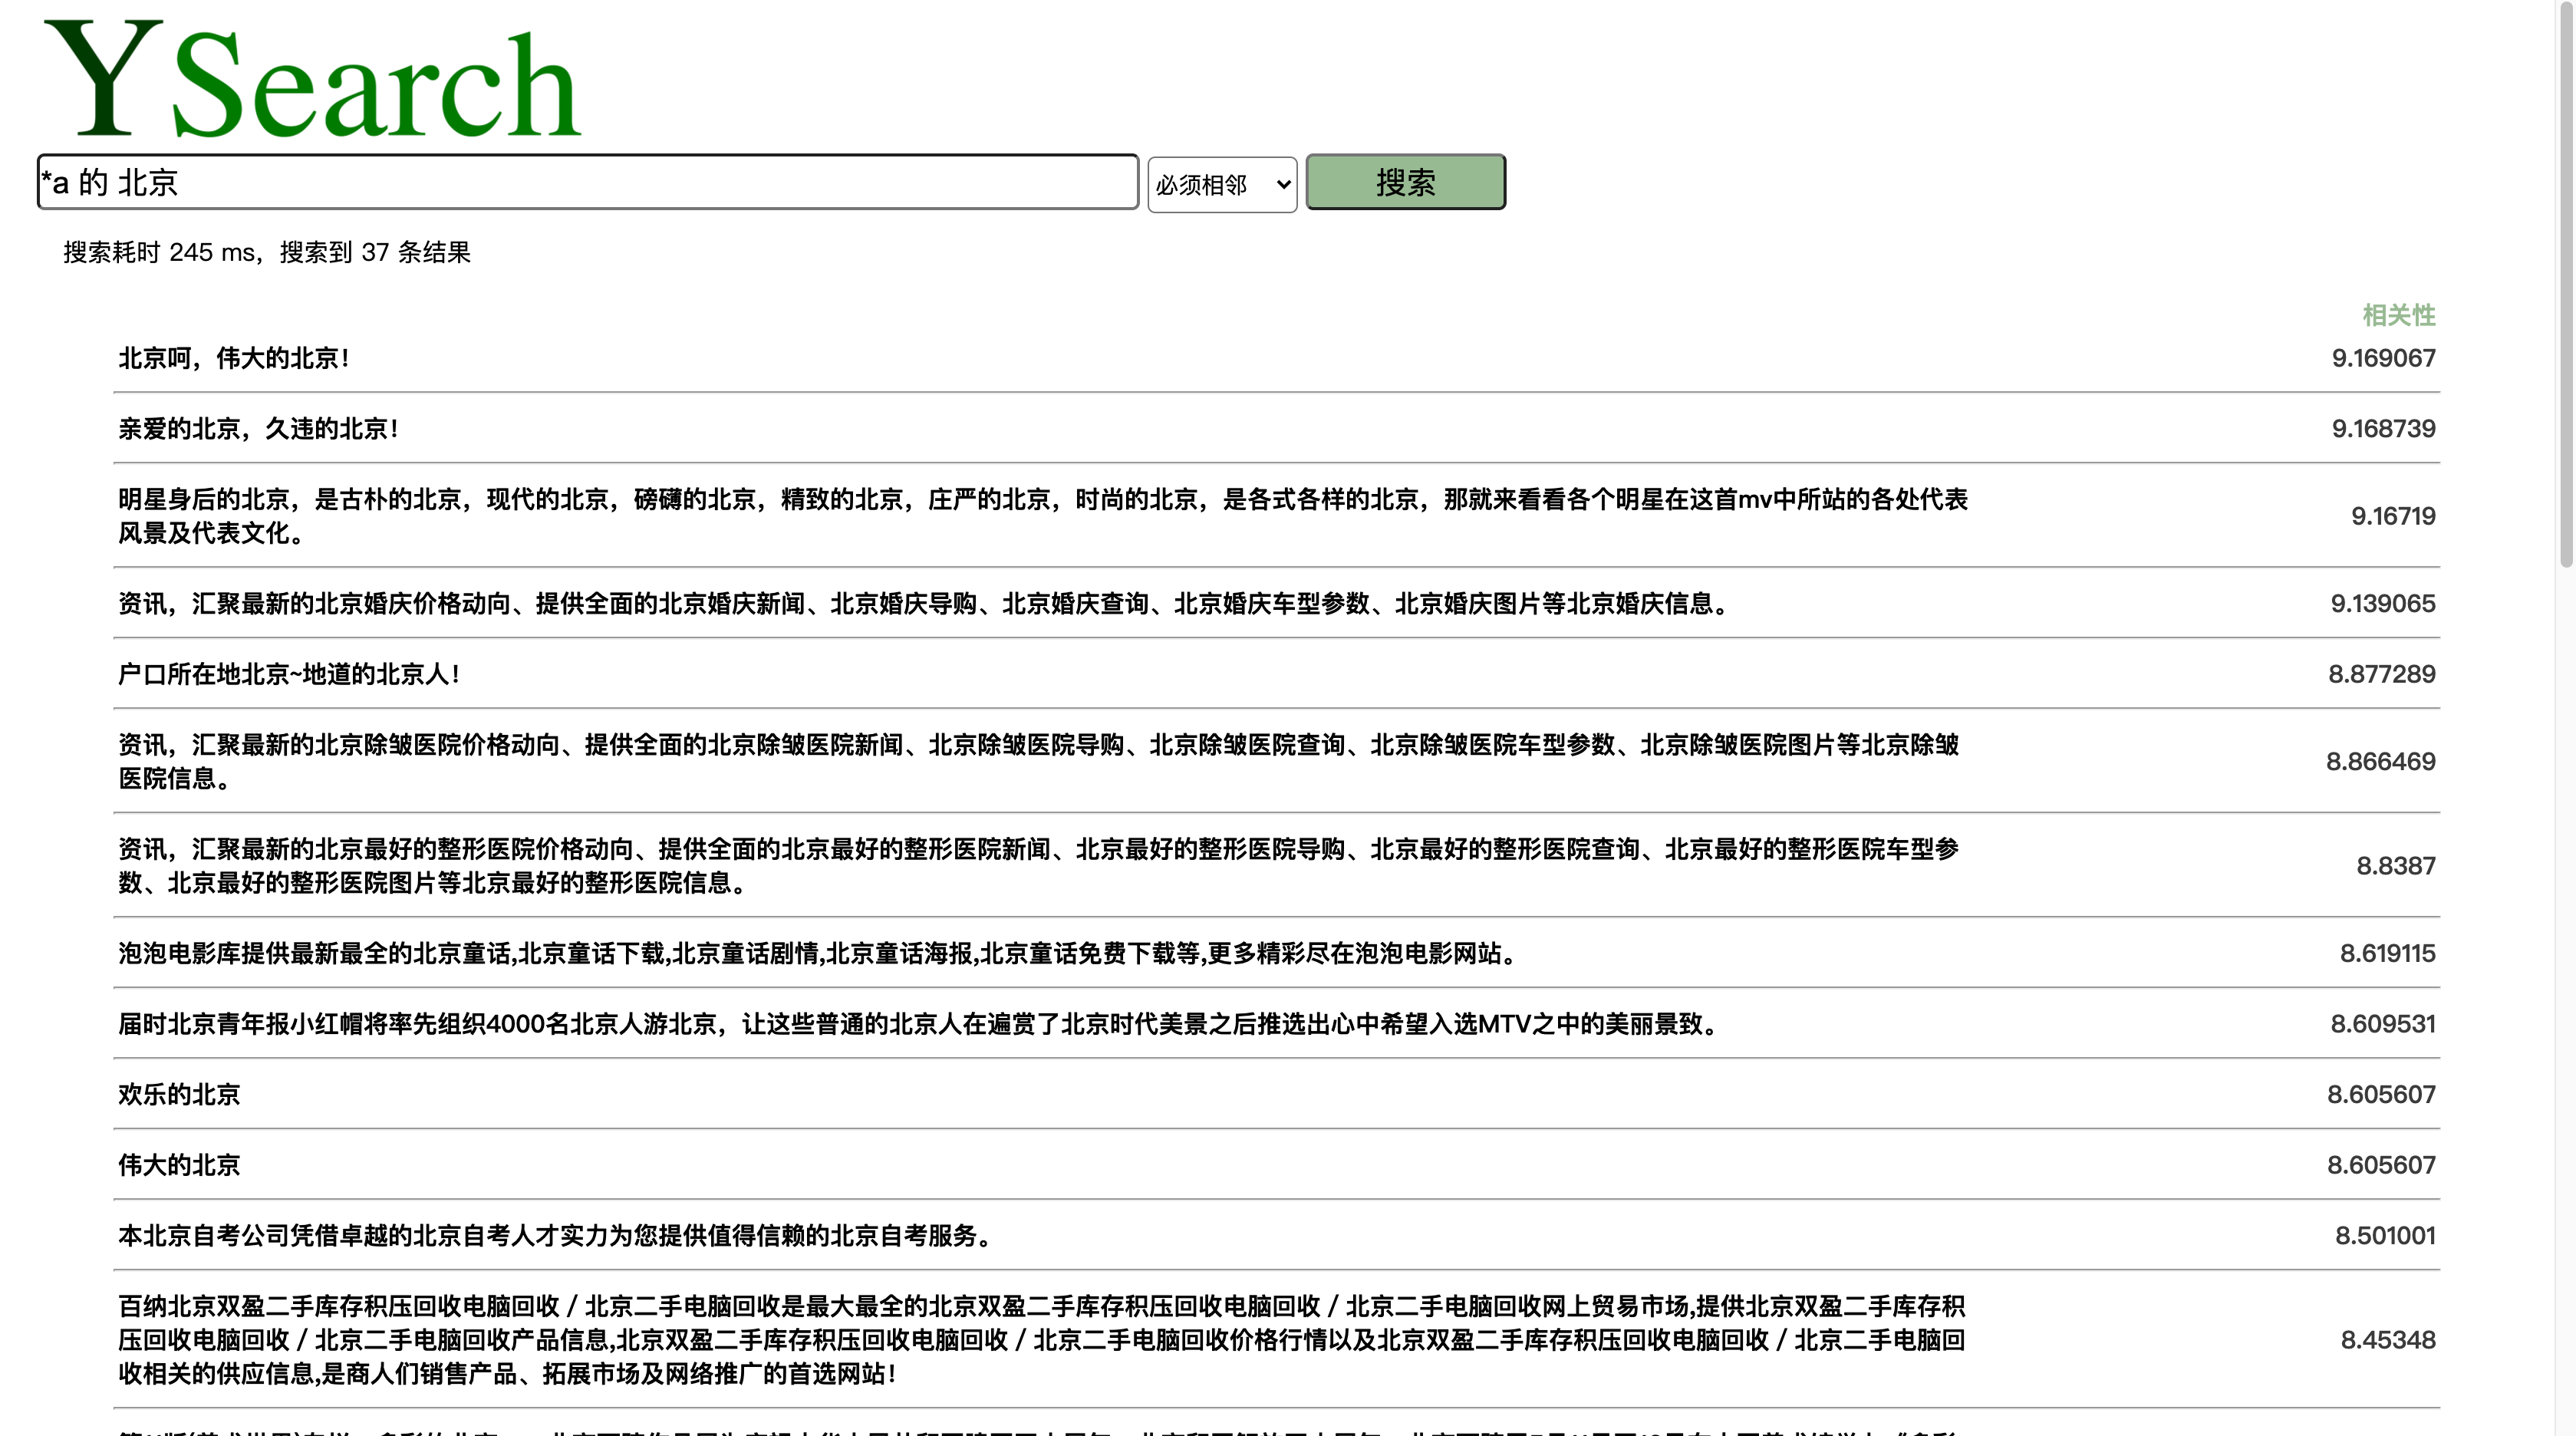 YSearch
*a 的 北京 必须相邻 搜索
搜索耗时 245 ms，搜索到 37 条结果
相关性
北京呵，伟大的北京！ 9.169067
亲爱的北京，久违的北京！ 9.168739
明星身后的北京，是古朴的北京，现代的北京，磅礴的北京，精致的北京，庄严的北京，时尚的北京，是各式各样的北京，那就来看看各个明星在这首mv中所站的各处代表
风景及代表文化。 9.16719
资讯，汇聚最新的北京婚庆价格动向、提供全面的北京婚庆新闻、北京婚庆导购、北京婚庆查询、北京婚庆车型参数、北京婚庆图片等北京婚庆信息。 9.139065
户口所在地北京~地道的北京人！ 8.877289
资讯，汇聚最新的北京除皱医院价格动向、提供全面的北京除皱医院新闻、北京除皱医院导购、北京除皱医院查询、北京除皱医院车型参数、北京除皱医院图片等北京除皱
医院信息。 8.866469
资讯，汇聚最新的北京最好的整形医院价格动向、提供全面的北京最好的整形医院新闻、北京最好的整形医院导购、北京最好的整形医院查询、北京最好的整形医院车型参
数、北京最好的整形医院图片等北京最好的整形医院信息。 8.8387
泡泡电影库提供最新最全的北京童话,北京童话下载,北京童话剧情,北京童话海报,北京童话免费下载等,更多精彩尽在泡泡电影网站。 8.619115
届时北京青年报小红帽将率先组织4000名北京人游北京，让这些普通的北京人在遍赏了北京时代美景之后推选出心中希望入选MTV之中的美丽景致。 8.609531
欢乐的北京 8.605607
伟大的北京 8.605607
本北京自考公司凭借卓越的北京自考人才实力为您提供值得信赖的北京自考服务。 8.501001
百纳北京双盈二手库存积压回收电脑回收 / 北京二手电脑回收是最大最全的北京双盈二手库存积压回收电脑回收 / 北京二手电脑回收网上贸易市场,提供北京双盈二手库存积
压回收电脑回收 / 北京二手电脑回收产品信息,北京双盈二手库存积压回收电脑回收 / 北京二手电脑回收价格行情以及北京双盈二手库存积压回收电脑回收 / 北京二手电脑回
收相关的供应信息,是商人们销售产品、拓展市场及网络推广的首选网站！ 8.45348